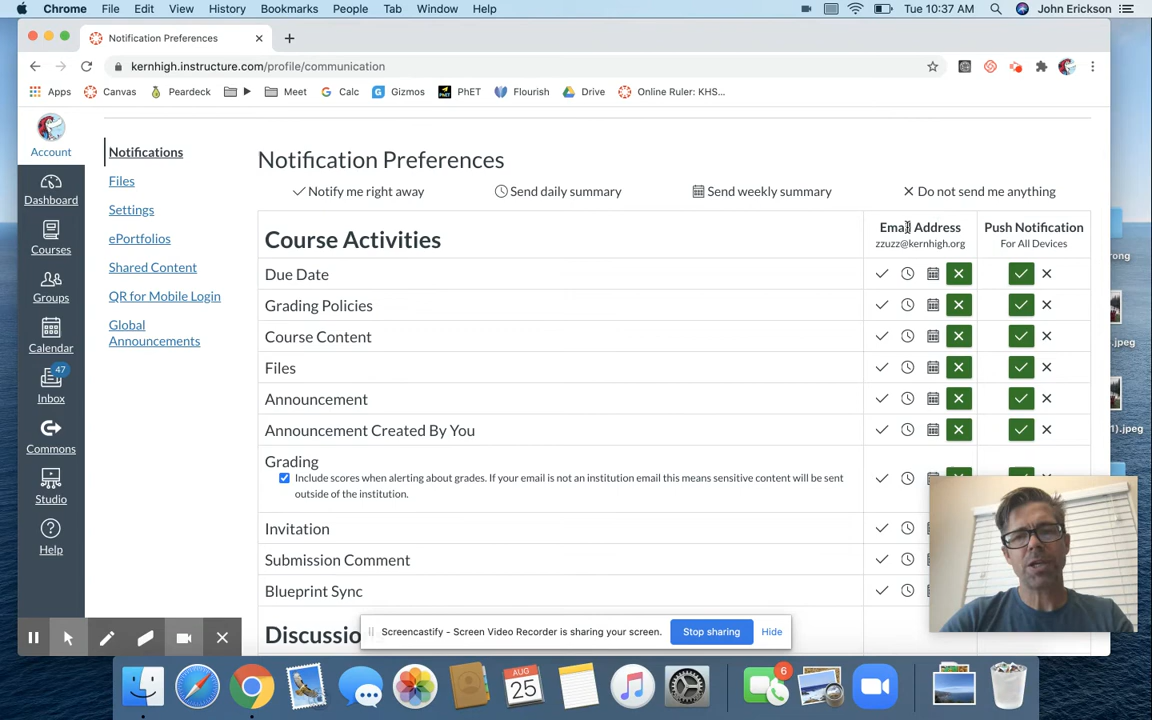 Chrome File Edit View History Bookmarks People Tab Window Help Tue 10:37 AM John Erickson
Notification Preferences
kernhigh.instructure.com/profile/communication
Apps Canvas Peardeck Meet Calc Gizmos PhET Flourish Drive Online Ruler: KHS...
Account
Dashboard
Courses
Groups
Calendar
47
Inbox
Commons
Studio
Help
Notifications
Files
Settings
ePortfolios
Shared Content
QR for Mobile Login
Global
Announcements
Notification Preferences
Notify me right away Send daily summary Send weekly summary Do not send me anything
Course Activities
Email Address Push Notification
zzuzz@kernhigh.org For All Devices
Due Date
Grading Policies
Course Content
Files
Announcement
Announcement Created By You
Grading
Include scores when alerting about grades. If your email is not an institution email this means sensitive content will be sent
outside of the institution.
Invitation
Submission Comment
Blueprint Sync
Discussio
Screencastify - Screen Video Recorder is sharing your screen. Stop sharing Hide
rong
.jpeg
1).jpeg
AUG
25
6